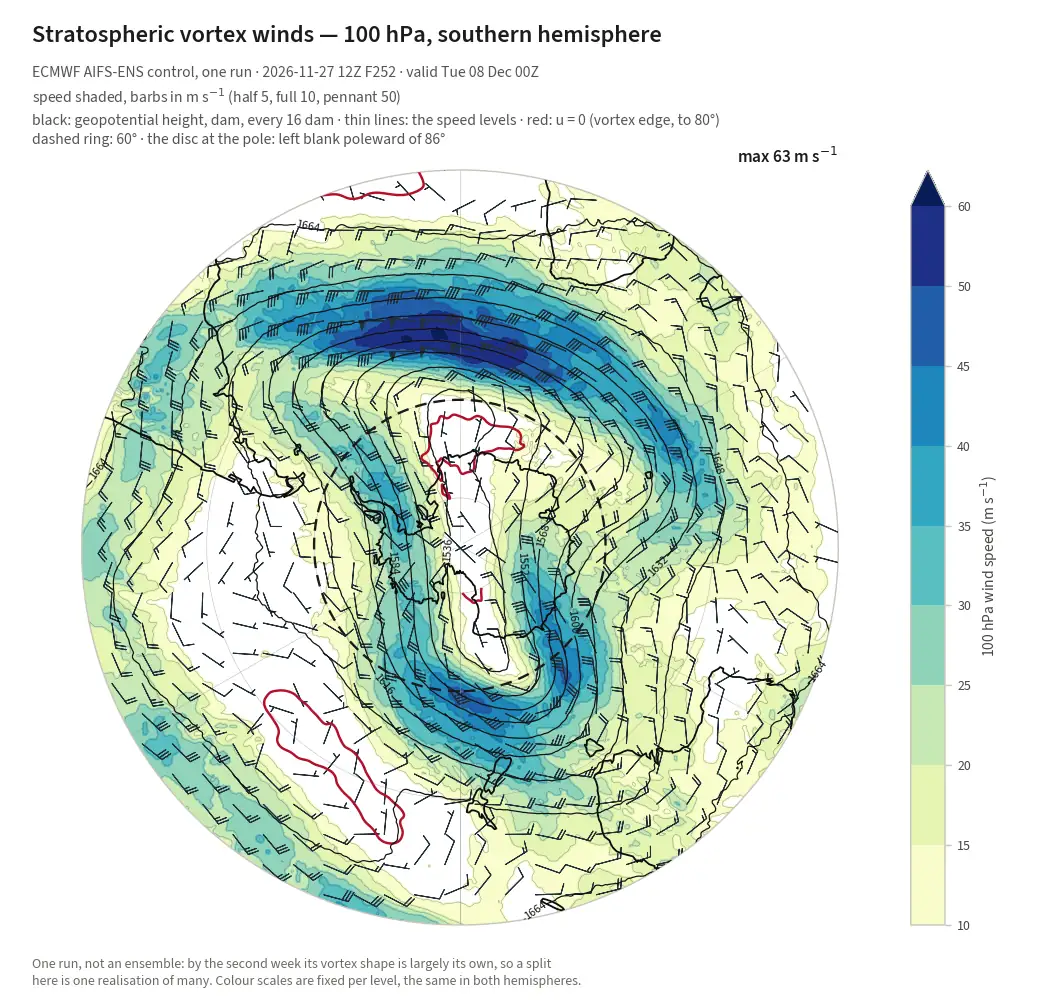 Stratospheric vortex winds — 100 hPa, southern hemisphere
ECMWF AIFS-ENS control, one run · 2026-11-27 12Z F252 · valid Tue 08 Dec 00Z
speed shaded, barbs in m s⁻¹ (half 5, full 10, pennant 50)
black: geopotential height, dam, every 16 dam · thin lines: the speed levels · red: u = 0 (vortex edge, to 80°)
dashed ring: 60° · the disc at the pole: left blank poleward of 86°
max 63 m s⁻¹
60
50
45
40
35
30
25
20
15
10
100 hPa wind speed (m s⁻¹)
1664
1664
1648
1568
1536
1552
1584
1632
1600
1616
1664
1664
One run, not an ensemble: by the second week its vortex shape is largely its own, so a split
here is one realisation of many. Colour scales are fixed per level, the same in both hemispheres.